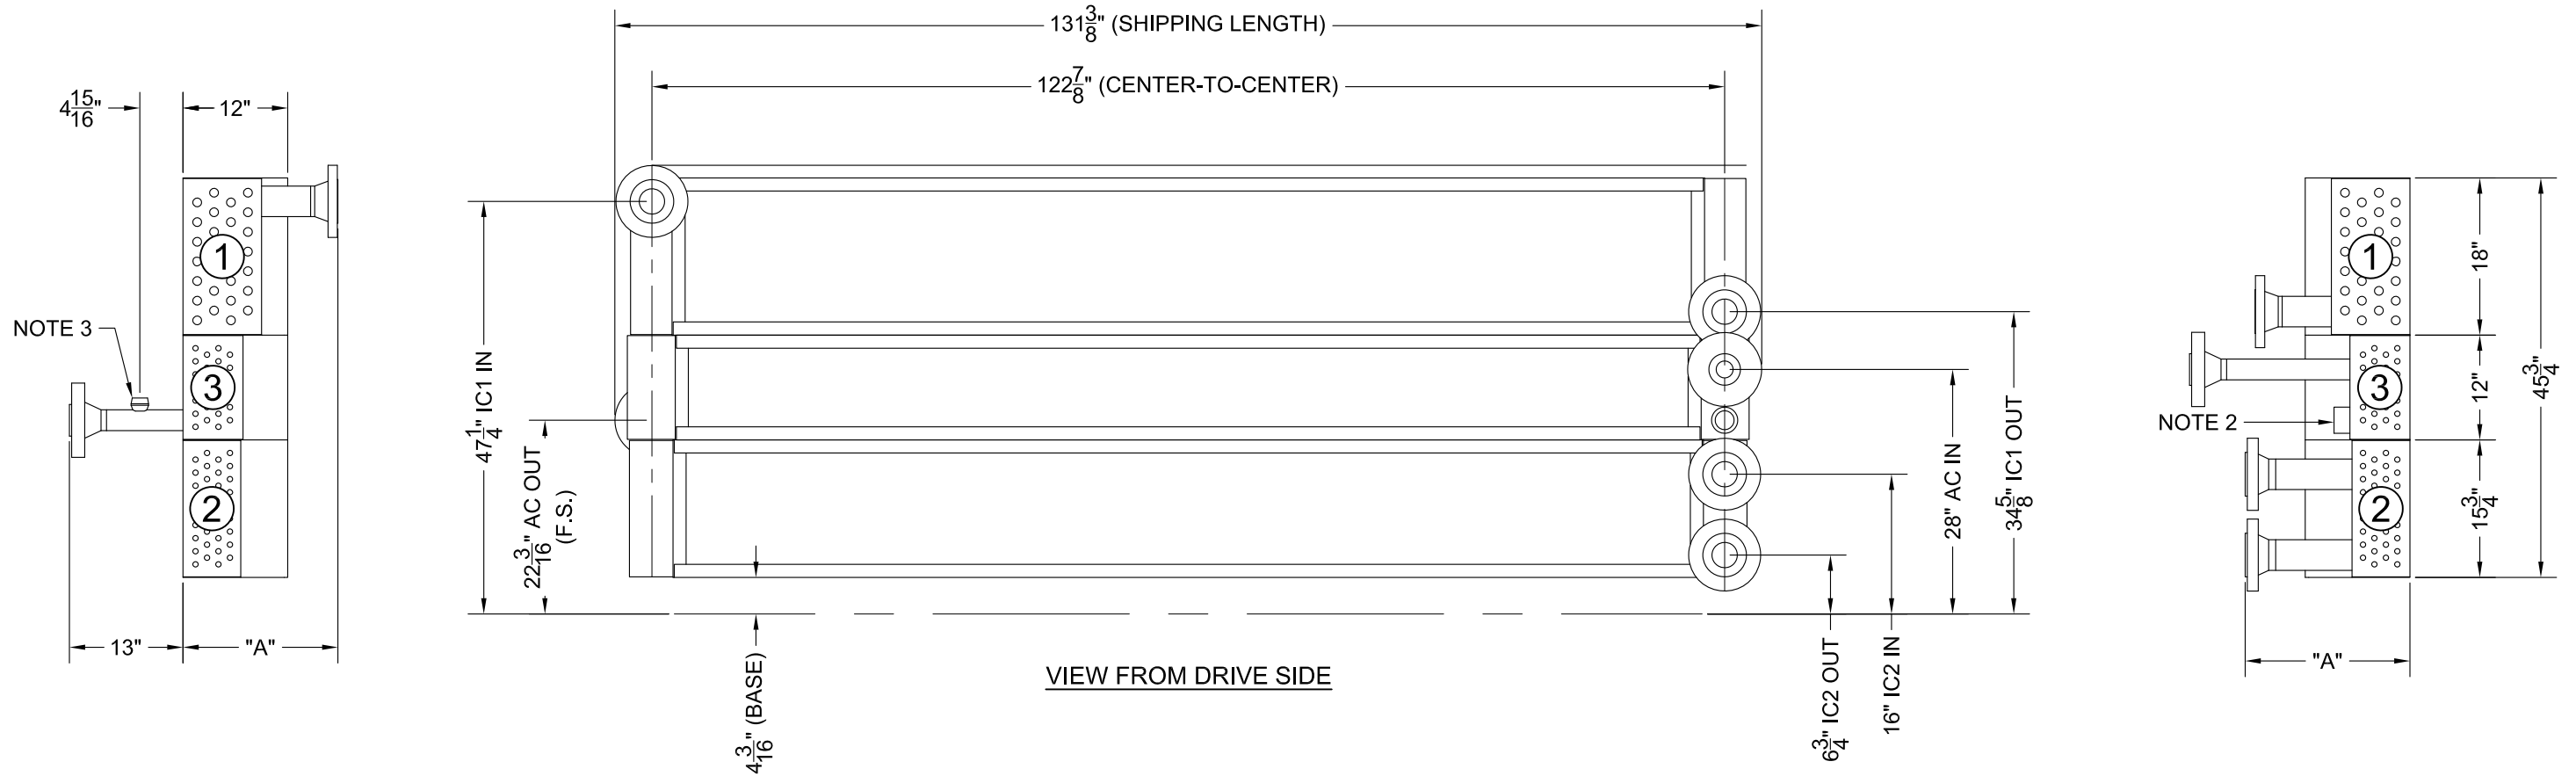 131 3/8" (SHIPPING LENGTH)
122 7/8" (CENTER-TO-CENTER)
4 15/16"
12"
1
NOTE 3
3
2
13"
"A"
47 1/4" IC1 IN
22 3/16" AC OUT
(F.S.)
4 3/16" (BASE)
VIEW FROM DRIVE SIDE
6 3/4" IC2 OUT
16" IC2 IN
28" AC IN
34 5/8" IC1 OUT
1
18"
3
12"
NOTE 2
2
15 3/4"
45 3/4"
"A"